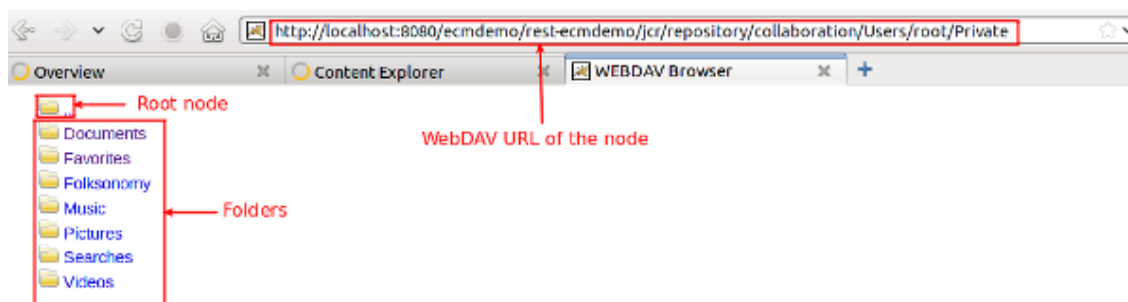 http://localhost:8080/ecmdemo/rest-ecmdemo/jcr/repository/collaboration/Users/root/Private
Overview Content Explorer WEBDAV Browser
.. Root node
Documents
WebDAV URL of the node
Favorites
Folksonomy
Music
Folders
Pictures
Searches
Videos